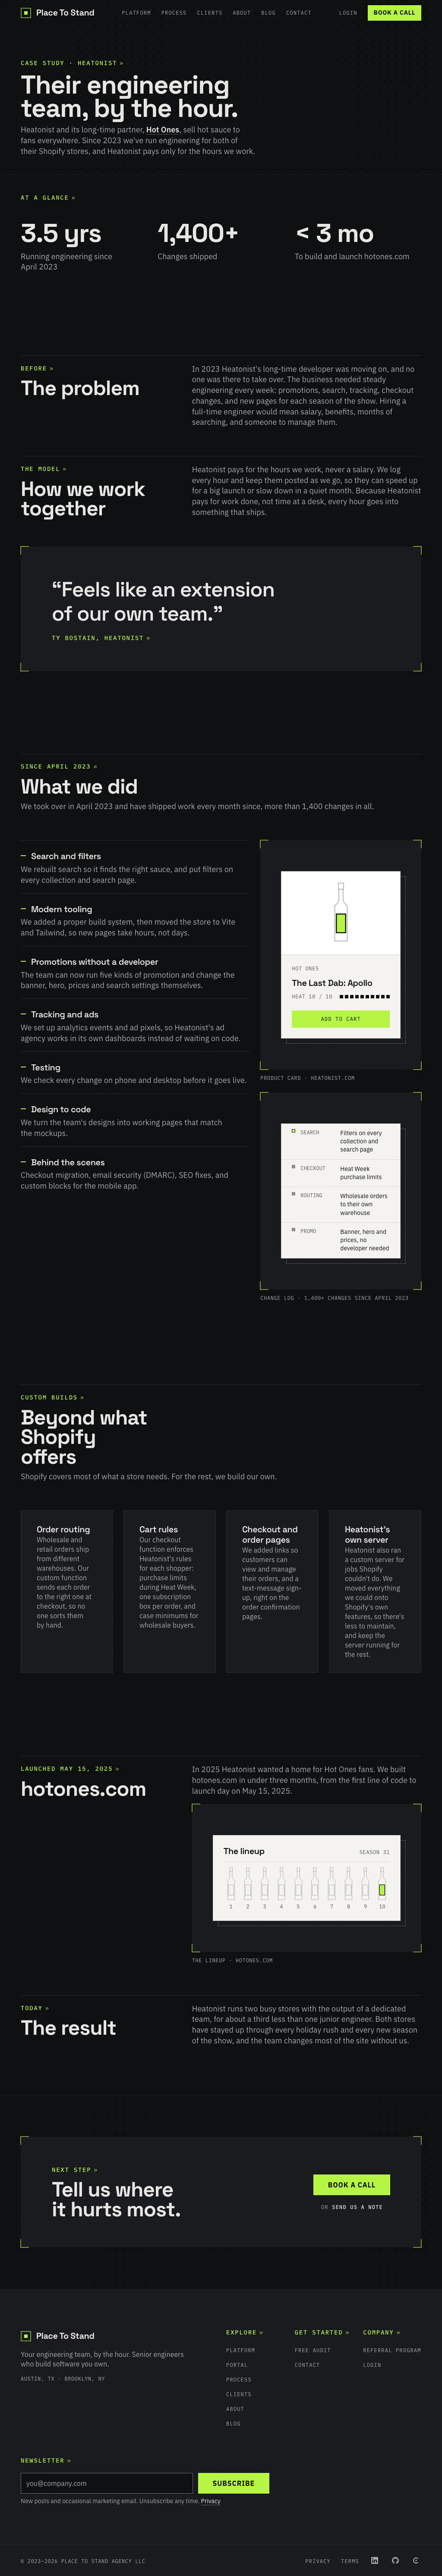 Place To Stand
PLATFORM PROCESS CLIENTS ABOUT BLOG CONTACT LOGIN BOOK A CALL
CASE STUDY · HEATONIST »
Their engineering
team, by the hour.
Heatonist and its long-time partner, Hot Ones, sell hot sauce to
fans everywhere. Since 2023 we've run engineering for both of
their Shopify stores, and Heatonist pays only for the hours we work.
AT A GLANCE »
3.5 yrs
Running engineering since
April 2023
1,400+
Changes shipped
< 3 mo
To build and launch hotones.com
BEFORE »
The problem
In 2023 Heatonist's long-time developer was moving on, and no
one was there to take over. The business needed steady
engineering every week: promotions, search, tracking, checkout
changes, and new pages for each season of the show. Hiring a
full-time engineer would mean salary, benefits, months of
searching, and someone to manage them.
THE MODEL »
How we work
together
Heatonist pays for the hours we work, never a salary. We log
every hour and keep them posted as we go, so they can speed up
for a big launch or slow down in a quiet month. Because Heatonist
pays for work done, not time at a desk, every hour goes into
something that ships.
“Feels like an extension
of our own team.”
TY BOSTAIN, HEATONIST »
SINCE APRIL 2023 »
What we did
We took over in April 2023 and have shipped work every month since, more than 1,400 changes in all.
Search and filters
We rebuilt search so it finds the right sauce, and put filters on
every collection and search page.
Modern tooling
We added a proper build system, then moved the store to Vite
and Tailwind, so new pages take hours, not days.
Promotions without a developer
The team can now run five kinds of promotion and change the
banner, hero, prices and search settings themselves.
Tracking and ads
We set up analytics events and ad pixels, so Heatonist's ad
agency works in its own dashboards instead of waiting on code.
Testing
We check every change on phone and desktop before it goes live.
Design to code
We turn the team's designs into working pages that match
the mockups.
Behind the scenes
Checkout migration, email security (DMARC), SEO fixes, and
custom blocks for the mobile app.
HOT ONES
The Last Dab: Apollo
HEAT 10 / 10
ADD TO CART
PRODUCT CARD · HEATONIST.COM
SEARCH
Filters on every
collection and
search page
CHECKOUT
Heat Week
purchase limits
ROUTING
Wholesale orders
to their own
warehouse
PROMO
Banner, hero and
prices, no
developer needed
CHANGE LOG · 1,400+ CHANGES SINCE APRIL 2023
CUSTOM BUILDS »
Beyond what
Shopify
offers
Shopify covers most of what a store needs. For the rest, we build our own.
Order routing
Wholesale and
retail orders ship
from different
warehouses. Our
custom function
sends each order
to the right one at
checkout, so no
one sorts them
by hand.
Cart rules
Our checkout
function enforces
Heatonist's rules
for each shopper:
purchase limits
during Heat Week,
one subscription
box per order, and
case minimums for
wholesale buyers.
Checkout and
order pages
We added links so
customers can
view and manage
their orders, and a
text-message sign-
up, right on the
order confirmation
pages.
Heatonist's
own server
Heatonist also ran
a custom server for
jobs Shopify
couldn't do. We
moved everything
we could onto
Shopify's own
features, so there's
less to maintain,
and keep the
server running for
the rest.
LAUNCHED MAY 15, 2025 »
hotones.com
In 2025 Heatonist wanted a home for Hot Ones fans. We built
hotones.com in under three months, from the first line of code to
launch day on May 15, 2025.
The lineup
SEASON 31
1 2 3 4 5 6 7 8 9 10
THE LINEUP · HOTONES.COM
TODAY »
The result
Heatonist runs two busy stores with the output of a dedicated
team, for about a third less than one junior engineer. Both stores
have stayed up through every holiday rush and every new season
of the show, and the team changes most of the site without us.
NEXT STEP »
Tell us where
it hurts most.
BOOK A CALL
OR SEND US A NOTE
Place To Stand
Your engineering team, by the hour. Senior engineers
who build software you own.
AUSTIN, TX · BROOKLYN, NY
EXPLORE »
PLATFORM
PORTAL
PROCESS
CLIENTS
ABOUT
BLOG
GET STARTED »
FREE AUDIT
CONTACT
COMPANY »
REFERRAL PROGRAM
LOGIN
NEWSLETTER »
you@company.com
SUBSCRIBE
New posts and occasional marketing email. Unsubscribe any time. Privacy
© 2023–2026 PLACE TO STAND AGENCY LLC
PRIVACY TERMS